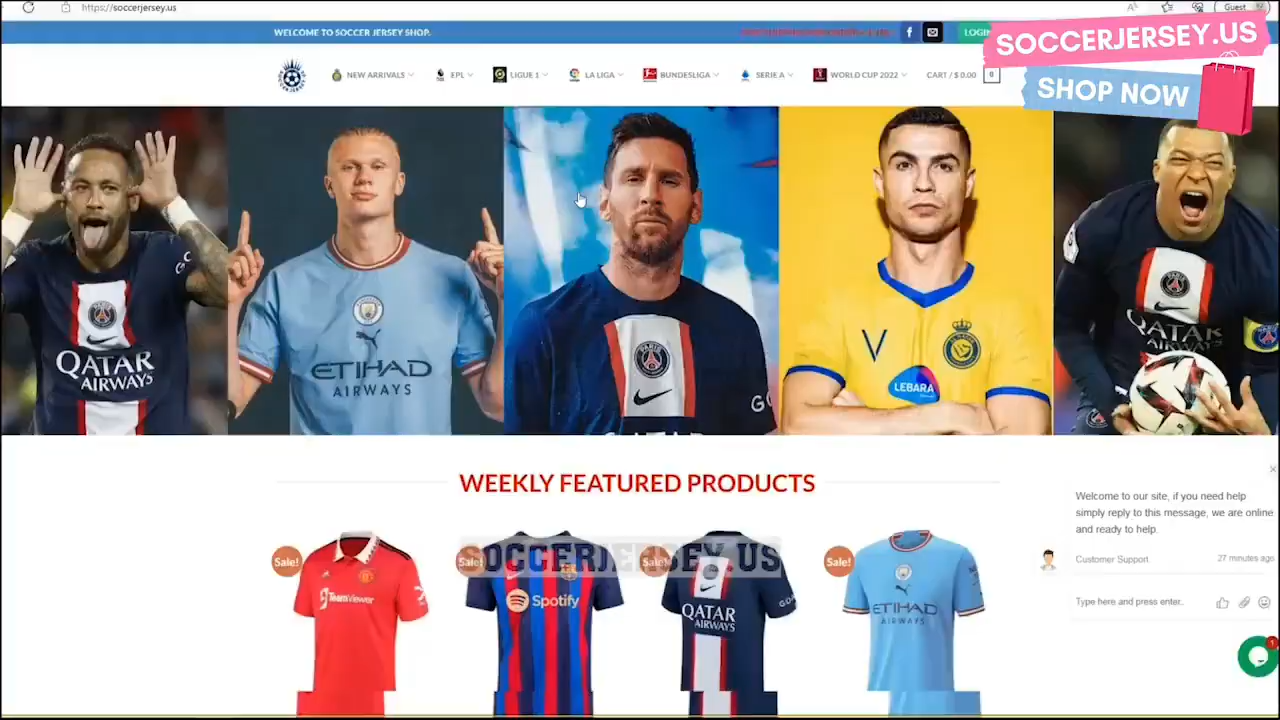 https://soccerjersey.us
Guest
WELCOME TO SOCCER JERSEY SHOP.
LOGIN
SOCCERJERSEY.US
SHOP NOW
NEW ARRIVALS
EPL
LIGUE 1
LA LIGA
BUNDESLIGA
SERIE A
WORLD CUP 2022
CART / $ 0.00
0
QATAR
AIRWAYS
ETIHAD
AIRWAYS
GO
V
LEBARA
QATAR
AIRWAYS
WEEKLY FEATURED PRODUCTS
Welcome to our site, if you need help
simply reply to this message, we are online
and ready to help.
Customer Support
27 minutes ago
Type here and press enter..
1
SOCCERJERSEY.US
Sale!
Sale!
Sale!
Sale!
TeamViewer
Spotify
QATAR
AIRWAYS
ETIHAD
AIRWAYS